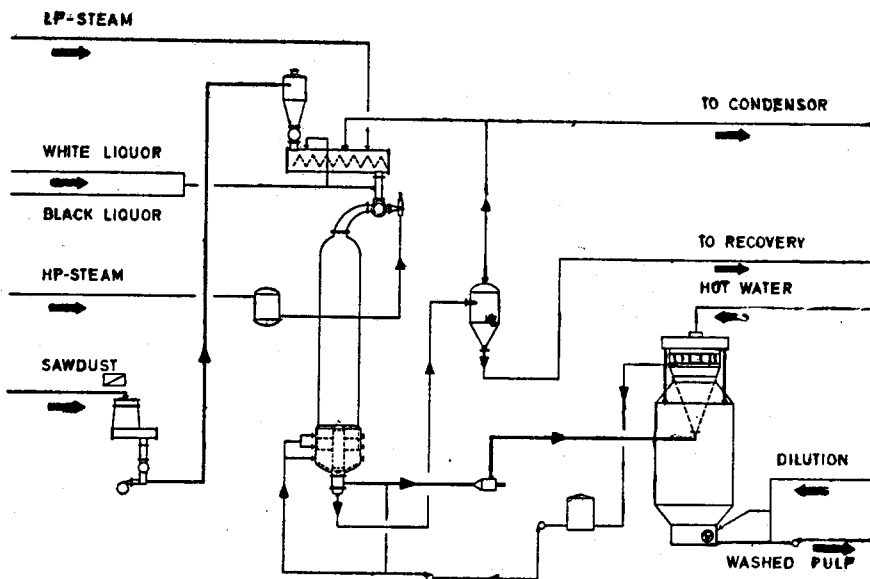 LP-STEAM
TO CONDENSOR
WHITE LIQUOR
BLACK LIQUOR
TO RECOVERY
HP-STEAM
HOT WATER
SAWDUST
DILUTION
WASHED PULP